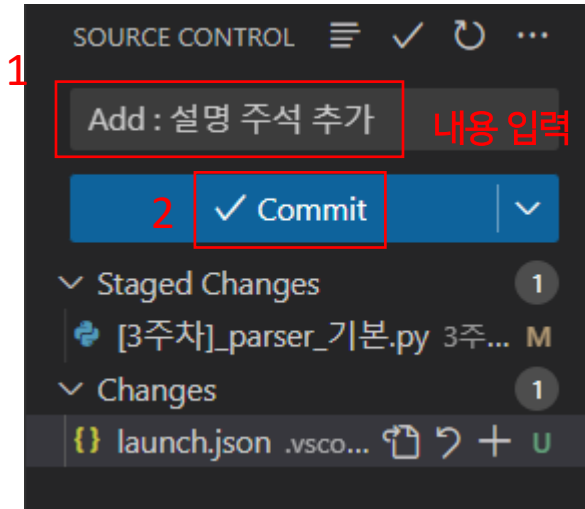 SOURCE CONTROL
1
Add : 설명 주석 추가 내용 입력
2 Commit
Staged Changes 1
[3주차]_parser_기본.py 3주... M
Changes 1
{} launch.json .vsco... U